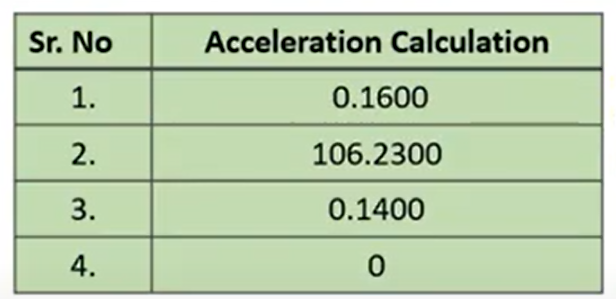 Sr. No Acceleration Calculation
1. 0.1600
2. 106.2300
3. 0.1400
4. 0